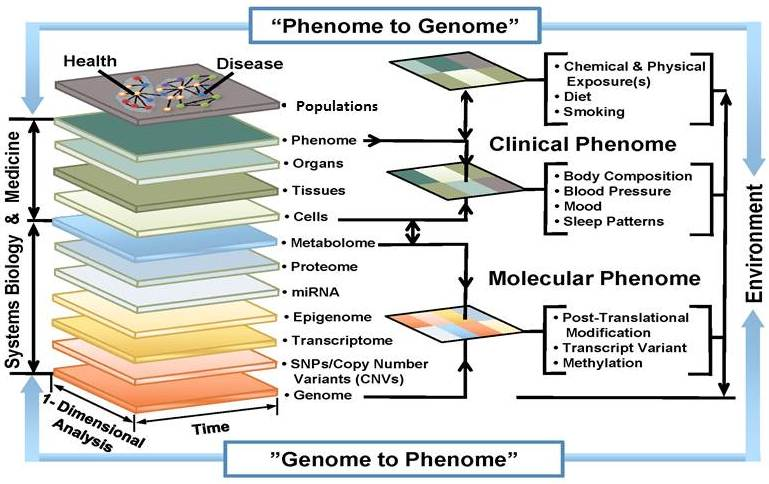 ”Phenome to Genome”
Health
Disease
• Populations
• Phenome
• Organs
• Tissues
• Cells
• Metabolome
• Proteome
• miRNA
• Epigenome
• Transcriptome
• SNPs/Copy Number
Variants (CNVs)
• Genome
Systems Biology & Medicine
1- Dimensional
Analysis
Time
• Chemical & Physical
Exposure(s)
• Diet
• Smoking
Clinical Phenome
• Body Composition
• Blood Pressure
• Mood
• Sleep Patterns
Molecular Phenome
• Post-Translational
Modification
• Transcript Variant
• Methylation
Environment
”Genome to Phenome”